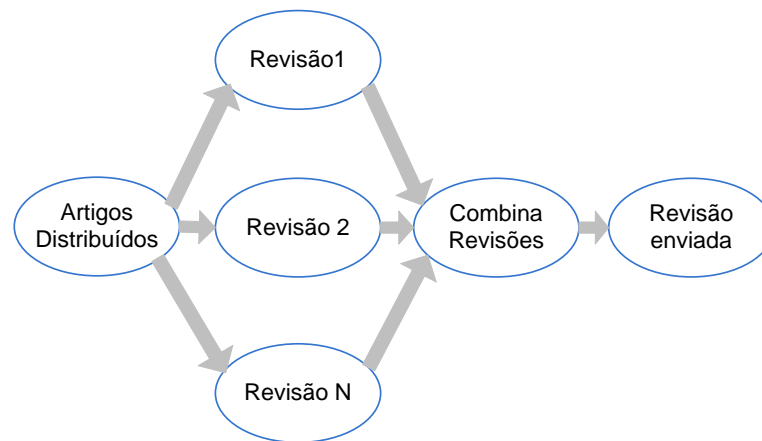 Revisão1
Artigos
Distribuídos
Revisão 2
Combina
Revisões
Revisão
enviada
Revisão N